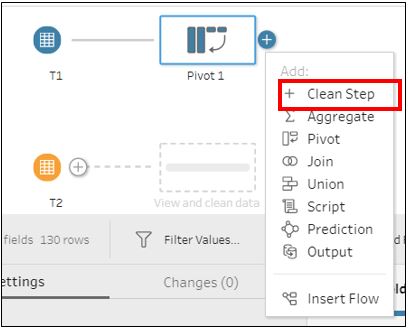 T1
Pivot 1
Add:
Clean Step
Aggregate
Pivot
Join
Union
Script
Prediction
Output
Insert Flow
T2
View and clean data
fields 130 rows
Filter Values...
ettings
Changes (0)